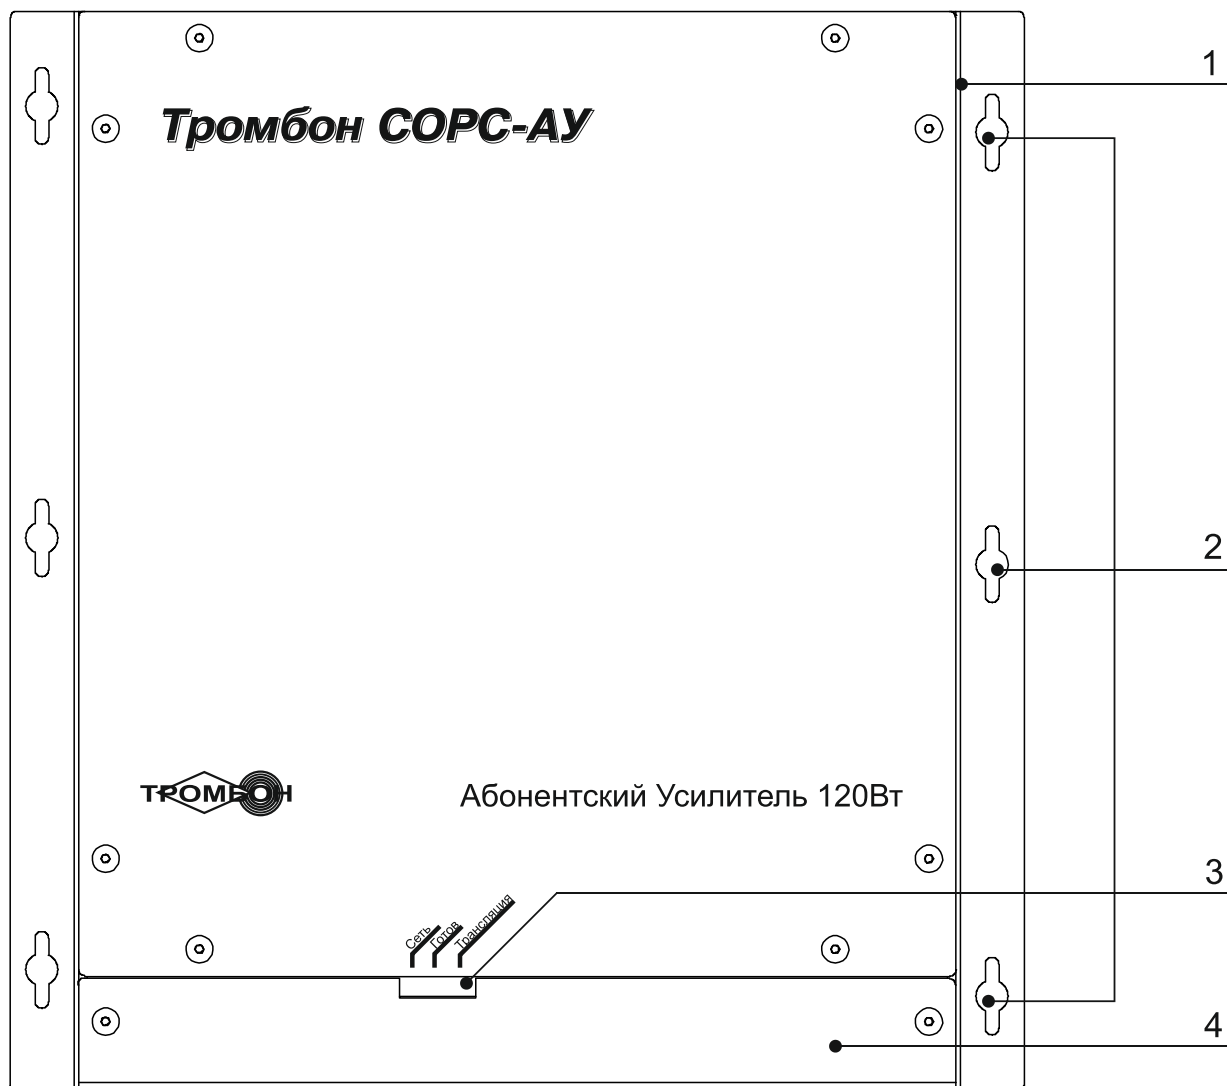 1
Тромбон СОРС-АУ
2
ТРОМБОН
Абонентский Усилитель 120Вт
3
Сеть
Готов
Трансляция
4